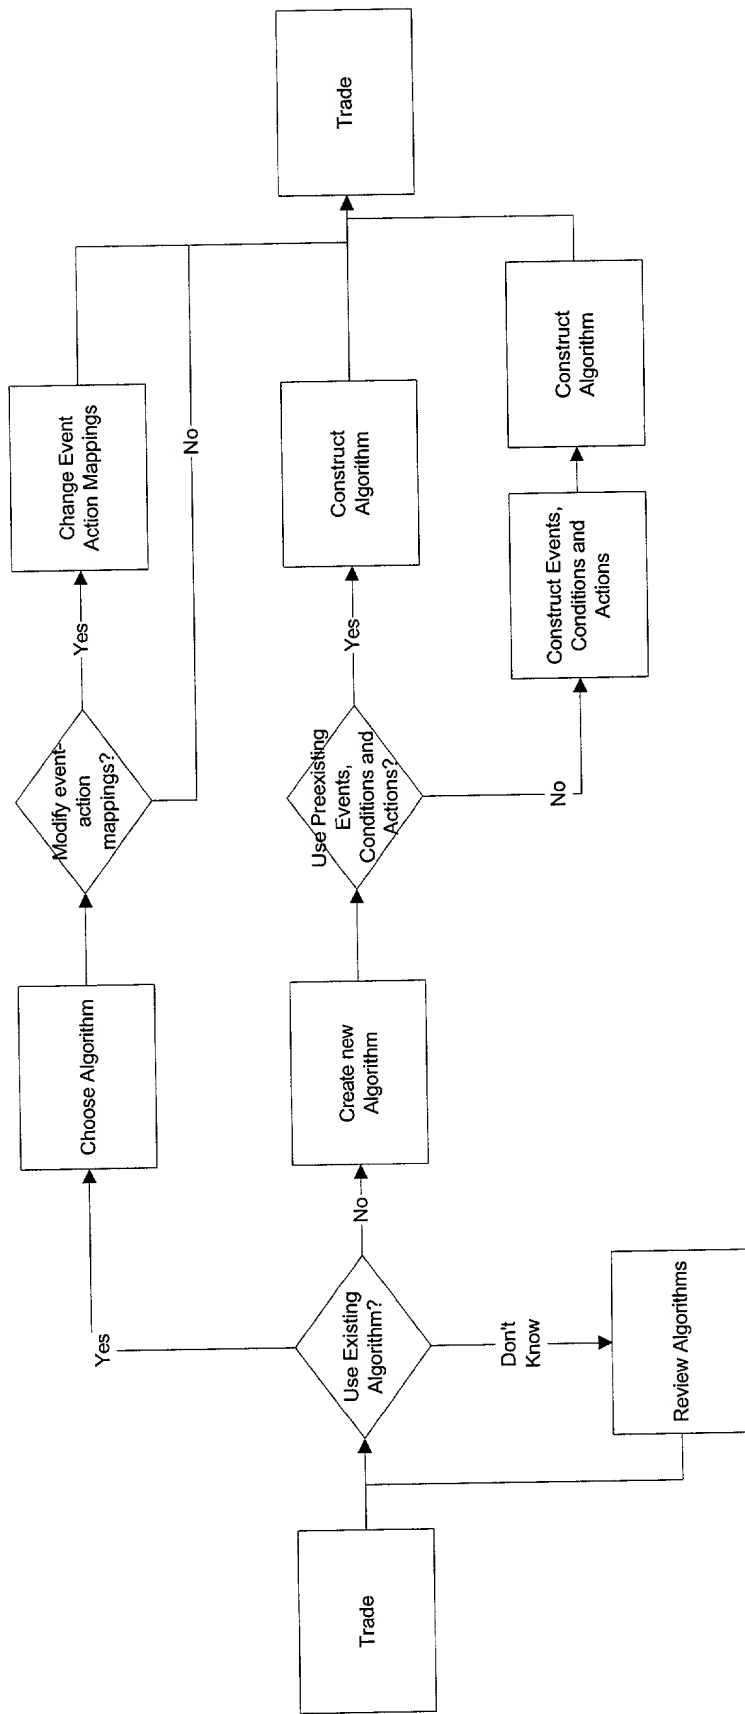 Trade
Use Existing
Algorithm?
Yes
No
Don't
Know
Review Algorithms
Choose Algorithm
Create new
Algorithm
Modify event-
action
mappings?
Yes
No
Change Event
Action Mappings
Use Preexisting
Events,
Conditions and
Actions?
Yes
No
Construct
Algorithm
Construct Events,
Conditions and
Actions
Construct
Algorithm
Trade